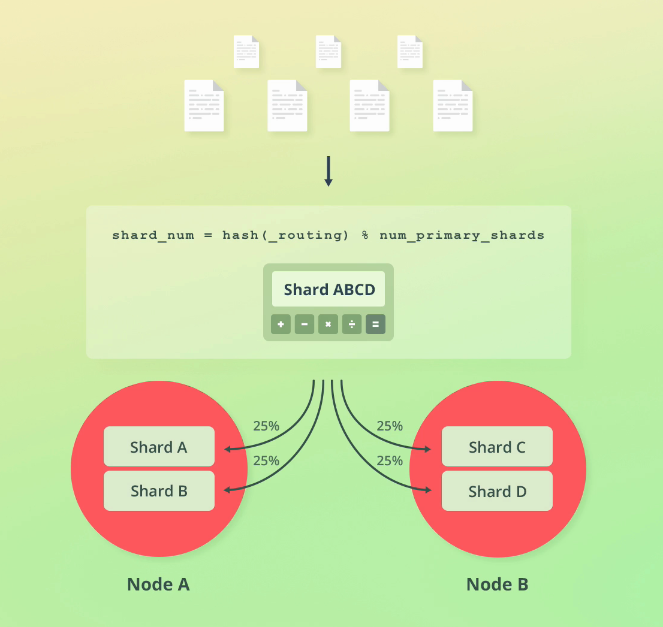 shard_num = hash(_routing) % num_primary_shards
Shard ABCD
+ − × ÷ =
25% 25%
Shard A Shard C
25% 25%
Shard B Shard D
Node A Node B